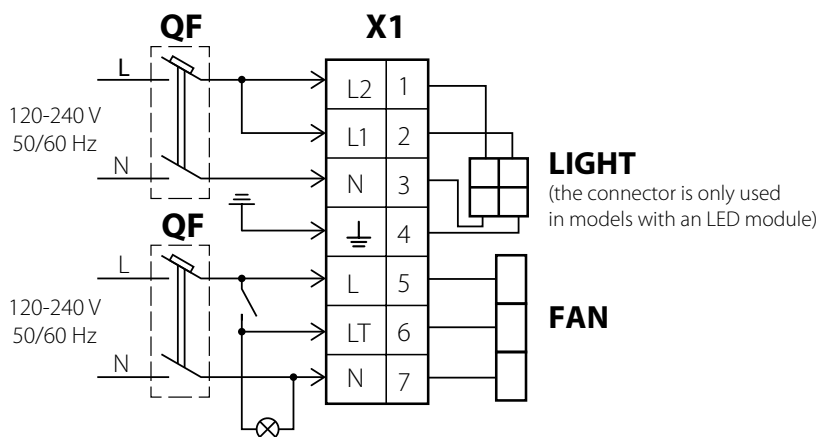 QF
X1
L
L2 1
120-240 V
50/60 Hz
L1 2
N
N 3
LIGHT
(the connector is only used
in models with an LED module)
4
QF
L
L 5
120-240 V
50/60 Hz
LT 6
FAN
N
N 7